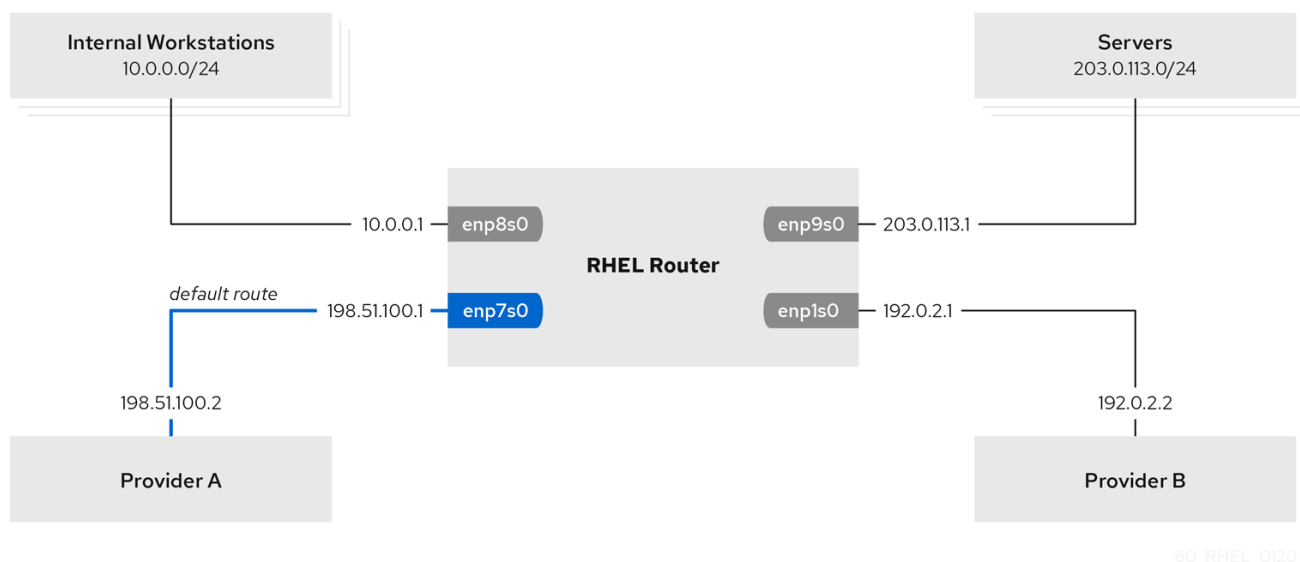 Internal Workstations
10.0.0.0/24
Servers
203.0.113.0/24
10.0.0.1
enp8s0
enp9s0
203.0.113.1
RHEL Router
default route
198.51.100.1
enp7s0
enp1s0
192.0.2.1
198.51.100.2
192.0.2.2
Provider A
Provider B
60_RHEL_0120